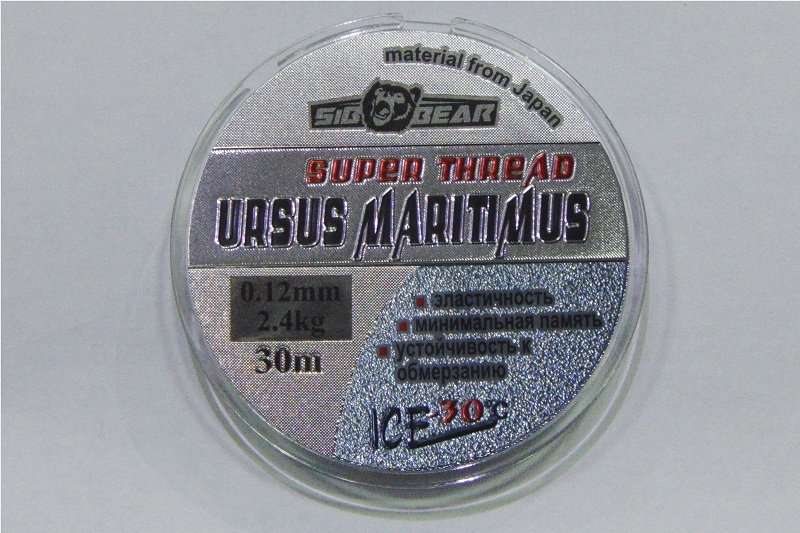 material from Japan
SIB BEAR
SUPER THREAD
URSUS MARITIMUS
0.12mm
2.4kg
30m
эластичность
минимальная память
устойчивость к
обмерзанию
ICE -30°C